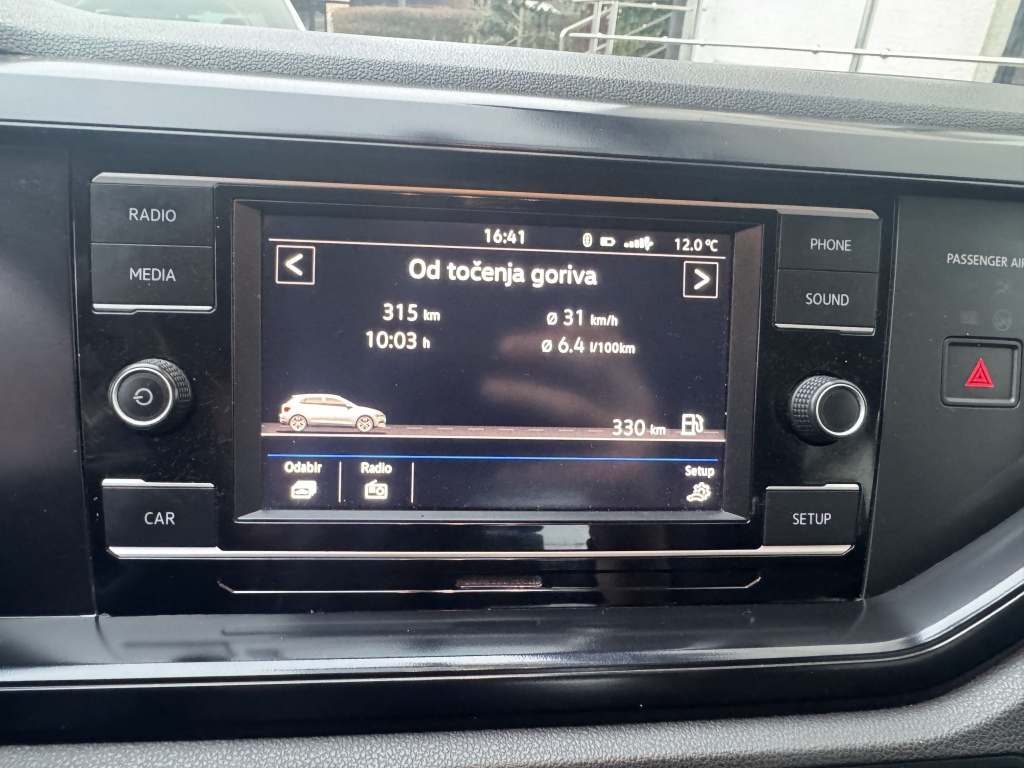 RADIO
MEDIA
CAR
16:41 12.0 °C
<
Od točenja goriva
>
315 km ø 31 km/h
10:03 h ø 6.4 l/100km
330 km
Odabir Radio Setup
PHONE
SOUND
SETUP
PASSENGER